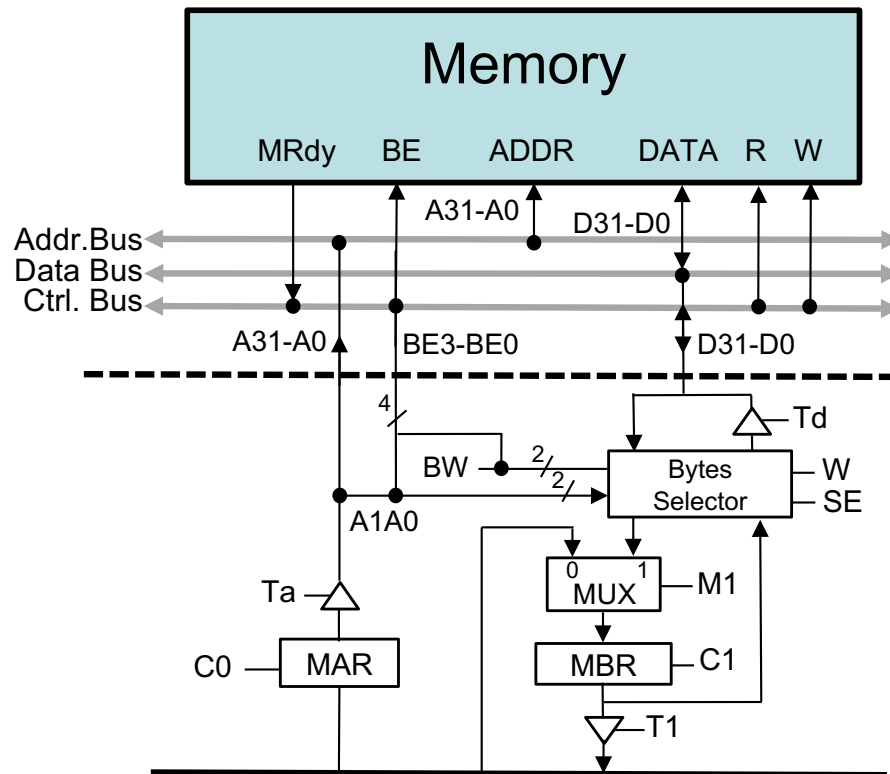 Memory
MRdy BE ADDR DATA R W
A31-A0 D31-D0
Addr.Bus
Data Bus
Ctrl. Bus
A31-A0 BE3-BE0 D31-D0
4
Td
BW 2 Bytes W
2 Selector SE
A1A0
0 1
Ta MUX M1
C0 MAR MBR C1
T1